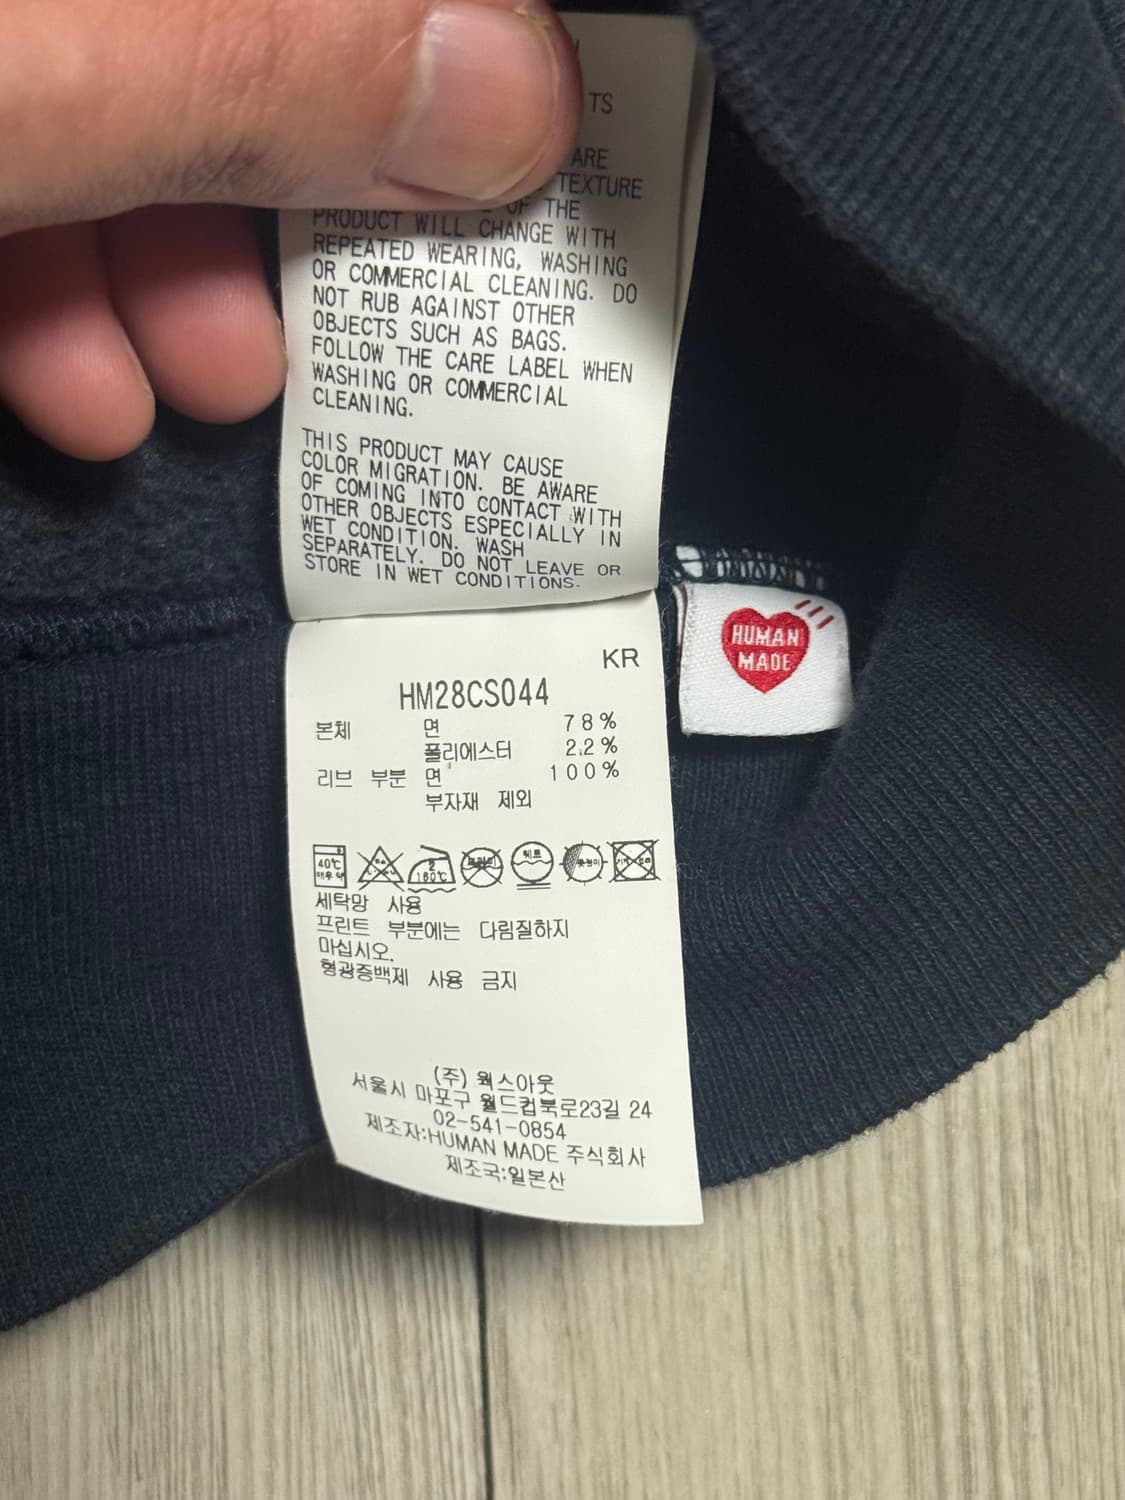 TS
ARE
TEXTURE
OF THE
PRODUCT WILL CHANGE WITH
REPEATED WEARING, WASHING
OR COMMERCIAL CLEANING. DO
NOT RUB AGAINST OTHER
OBJECTS SUCH AS BAGS.
FOLLOW THE CARE LABEL WHEN
WASHING OR COMMERCIAL
CLEANING.
THIS PRODUCT MAY CAUSE
COLOR MIGRATION. BE AWARE
OF COMING INTO CONTACT WITH
OTHER OBJECTS ESPECIALLY IN
WET CONDITION. WASH
SEPARATELY. DO NOT LEAVE OR
STORE IN WET CONDITIONS.
HUMAN
MADE
KR
HM28CS044
본체 면 78%
폴리에스터 22%
리브 부분 면 100%
부자재 제외
40℃ 2 180℃
세탁망 사용
프린트 부분에는 다림질하지
마십시오.
형광증백제 사용 금지
(주) 웍스아웃
서울시 마포구 월드컵북로23길 24
02-541-0854
제조자:HUMAN MADE 주식회사
제조국:일본산